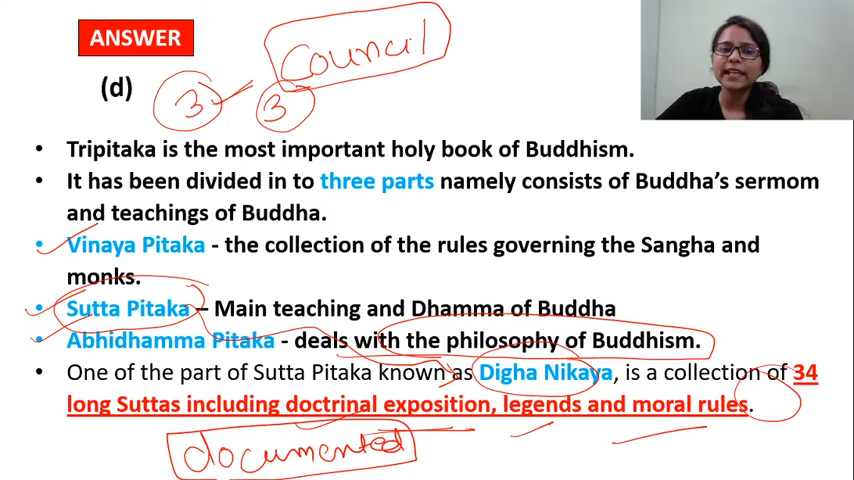 ANSWER
Council
(d)
3
3
• Tripitaka is the most important holy book of Buddhism.
• It has been divided in to three parts namely consists of Buddha's sermom
and teachings of Buddha.
• Vinaya Pitaka - the collection of the rules governing the Sangha and
monks.
• Sutta Pitaka – Main teaching and Dhamma of Buddha
• Abhidhamma Pitaka - deals with the philosophy of Buddhism.
• One of the part of Sutta Pitaka known as Digha Nikaya, is a collection of 34
long Suttas including doctrinal exposition, legends and moral rules.
documented